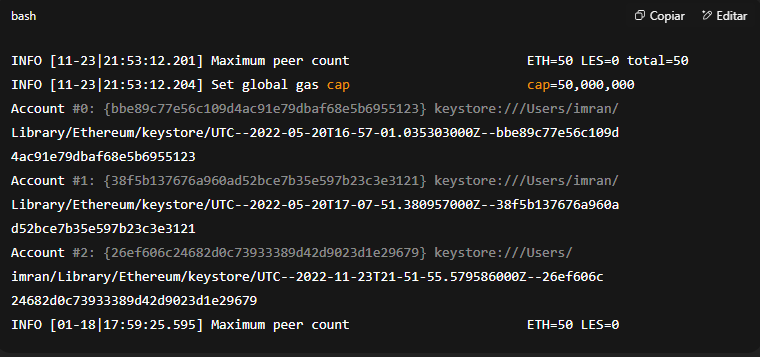 bash Copiar Editar
INFO [11-23|21:53:12.201] Maximum peer count ETH=50 LES=0 total=50
INFO [11-23|21:53:12.204] Set global gas cap cap=50,000,000
Account #0: {bbe89c77e56c109d4ac91e79dbaf68e5b6955123} keystore:///Users/imran/
Library/Ethereum/keystore/UTC--2022-05-20T16-57-01.035303000Z--bbe89c77e56c109d
4ac91e79dbaf68e5b6955123
Account #1: {38f5b137676a960ad52bce7b35e597b23c3e3121} keystore:///Users/imran/
Library/Ethereum/keystore/UTC--2022-05-20T17-07-51.380957000Z--38f5b137676a960a
d52bce7b35e597b23c3e3121
Account #2: {26ef606c24682d0c73933389d42d9023d1e29679} keystore:///Users/
imran/Library/Ethereum/keystore/UTC--2022-11-23T21-51-55.579586000Z--26ef606c
24682d0c73933389d42d9023d1e29679
INFO [01-18|17:59:25.595] Maximum peer count ETH=50 LES=0